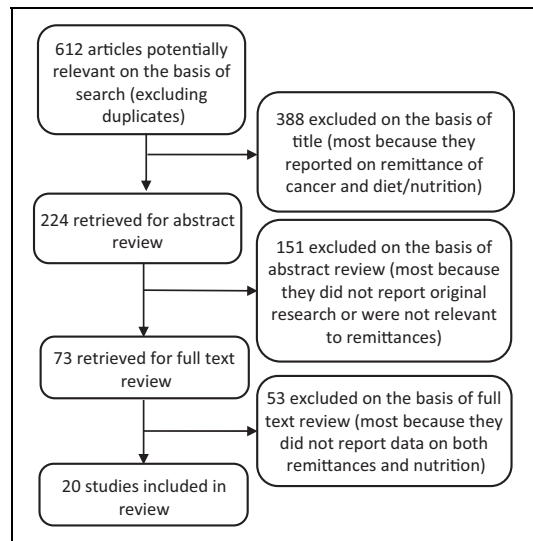 612 articles potentially
relevant on the basis of
search (excluding
duplicates)
388 excluded on the basis of
title (most because they
reported on remittance of
cancer and diet/nutrition)
224 retrieved for abstract
review
151 excluded on the basis of
abstract review (most because
they did not report original
research or were not relevant
to remittances)
73 retrieved for full text
review
53 excluded on the basis of full
text review (most because they
did not report data on both
remittances and nutrition)
20 studies included in
review